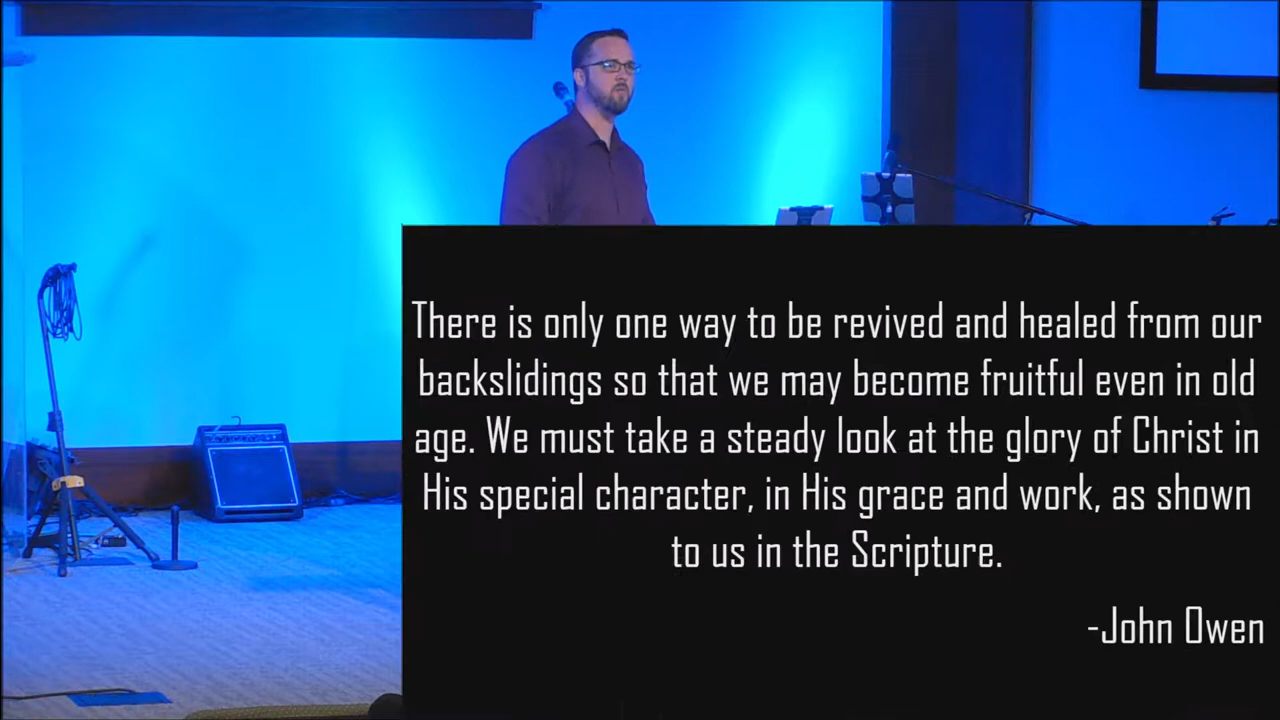 There is only one way to be revived and healed from our
backslidings so that we may become fruitful even in old
age. We must take a steady look at the glory of Christ in
His special character, in His grace and work, as shown
to us in the Scripture.
-John Owen